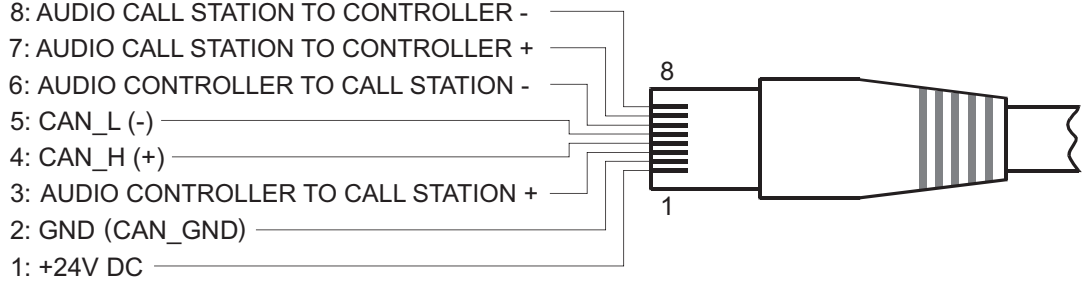 8: AUDIO CALL STATION TO CONTROLLER -
7: AUDIO CALL STATION TO CONTROLLER +
6: AUDIO CONTROLLER TO CALL STATION -
5: CAN_L (-)
4: CAN_H (+)
3: AUDIO CONTROLLER TO CALL STATION +
2: GND (CAN_GND)
1: +24V DC
8
1